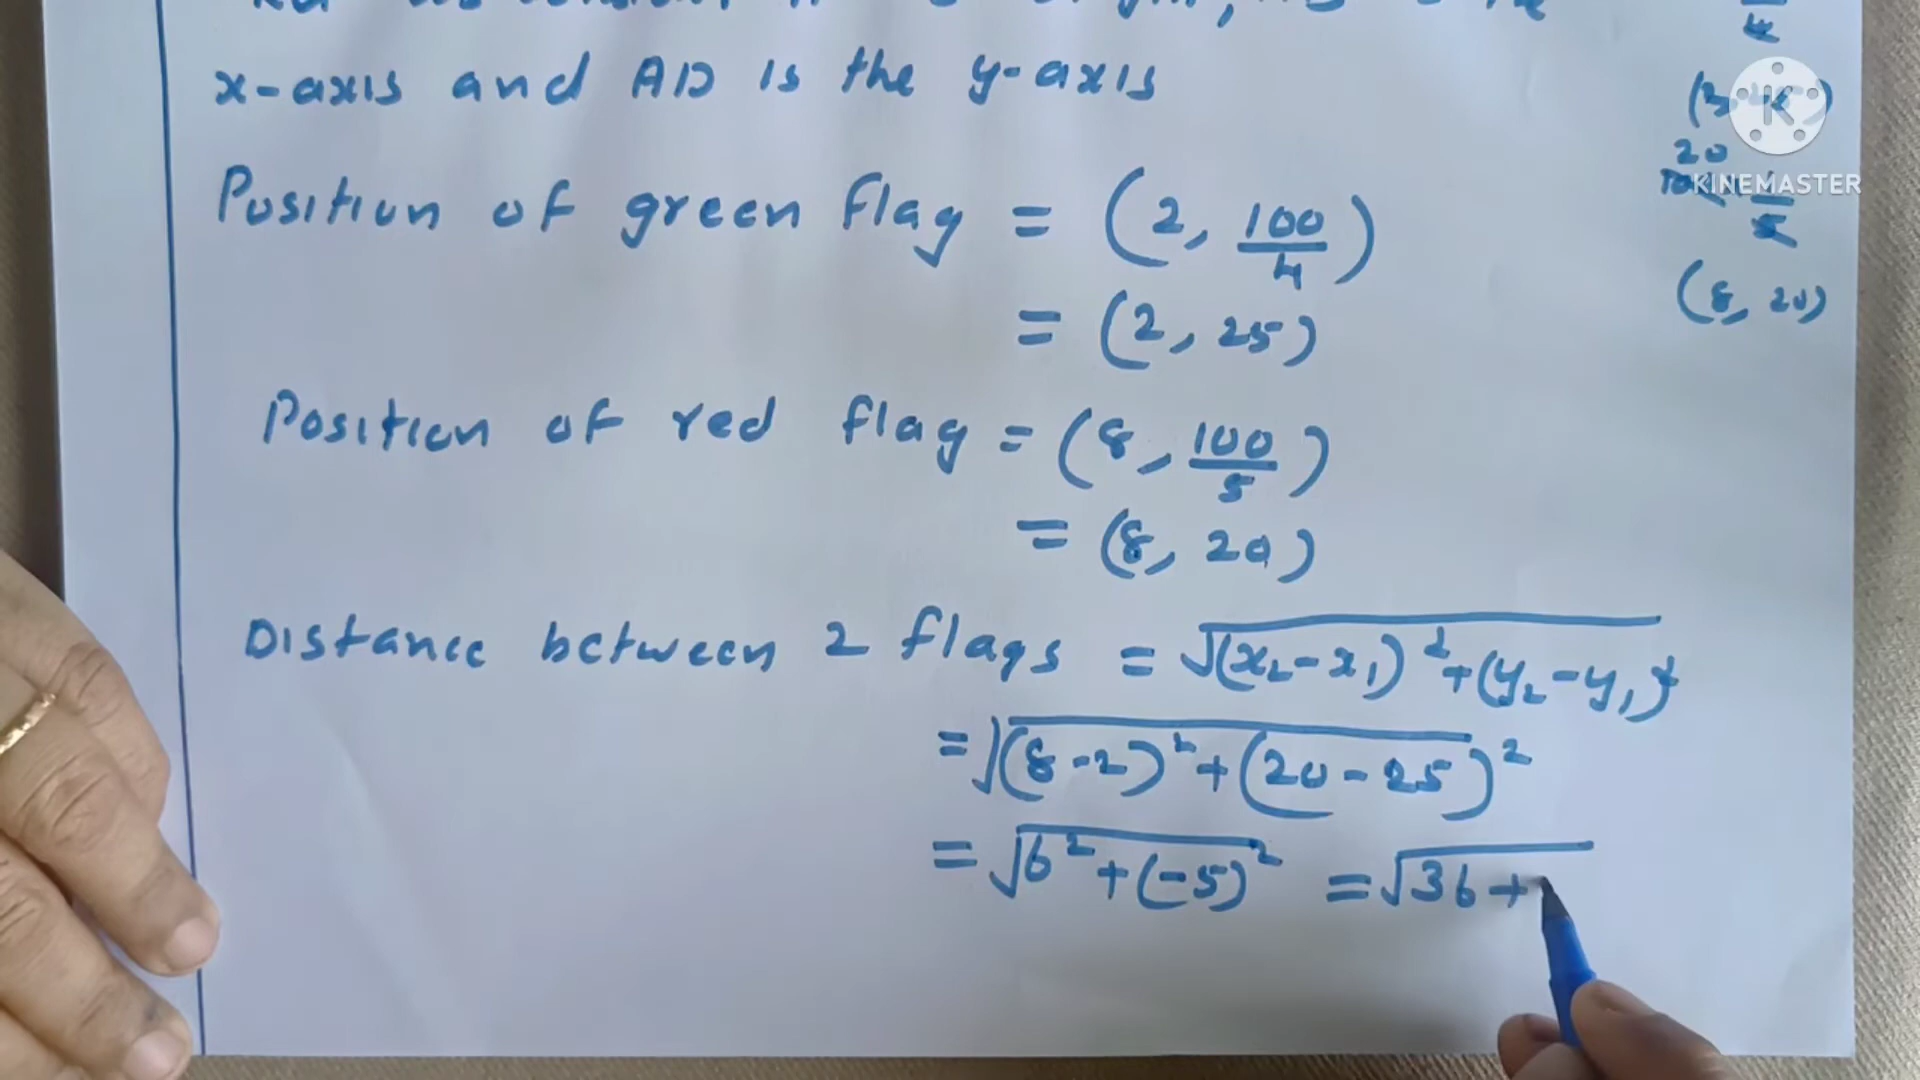 x-axis and AD is the y-axis
Position of green flag = (2, 100/4)
= (2, 25)
Position of red flag = (8, 100/5)
= (8, 20)
Distance between 2 flags = √(x₂-x₁)²+(y₂-y₁)²
= √(8-2)²+(20-25)²
= √6²+(-5)² = √36+
20
KINEMASTER
(8, 20)